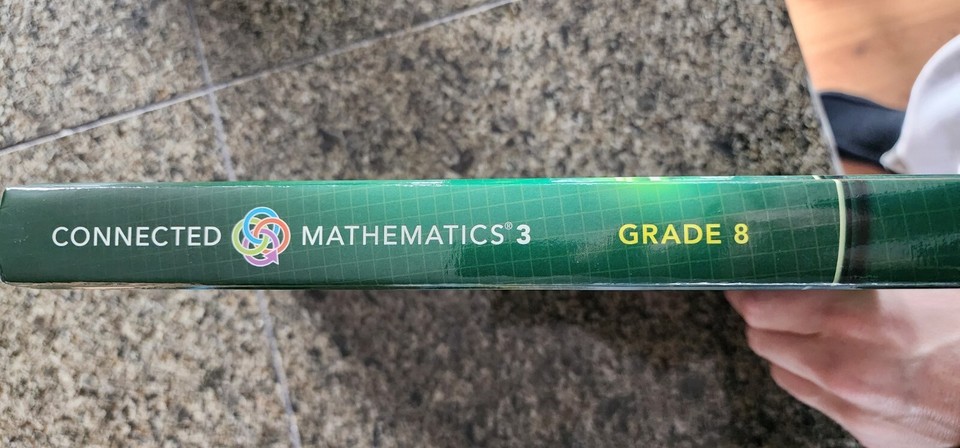 CONNECTED MATHEMATICS® 3 GRADE 8